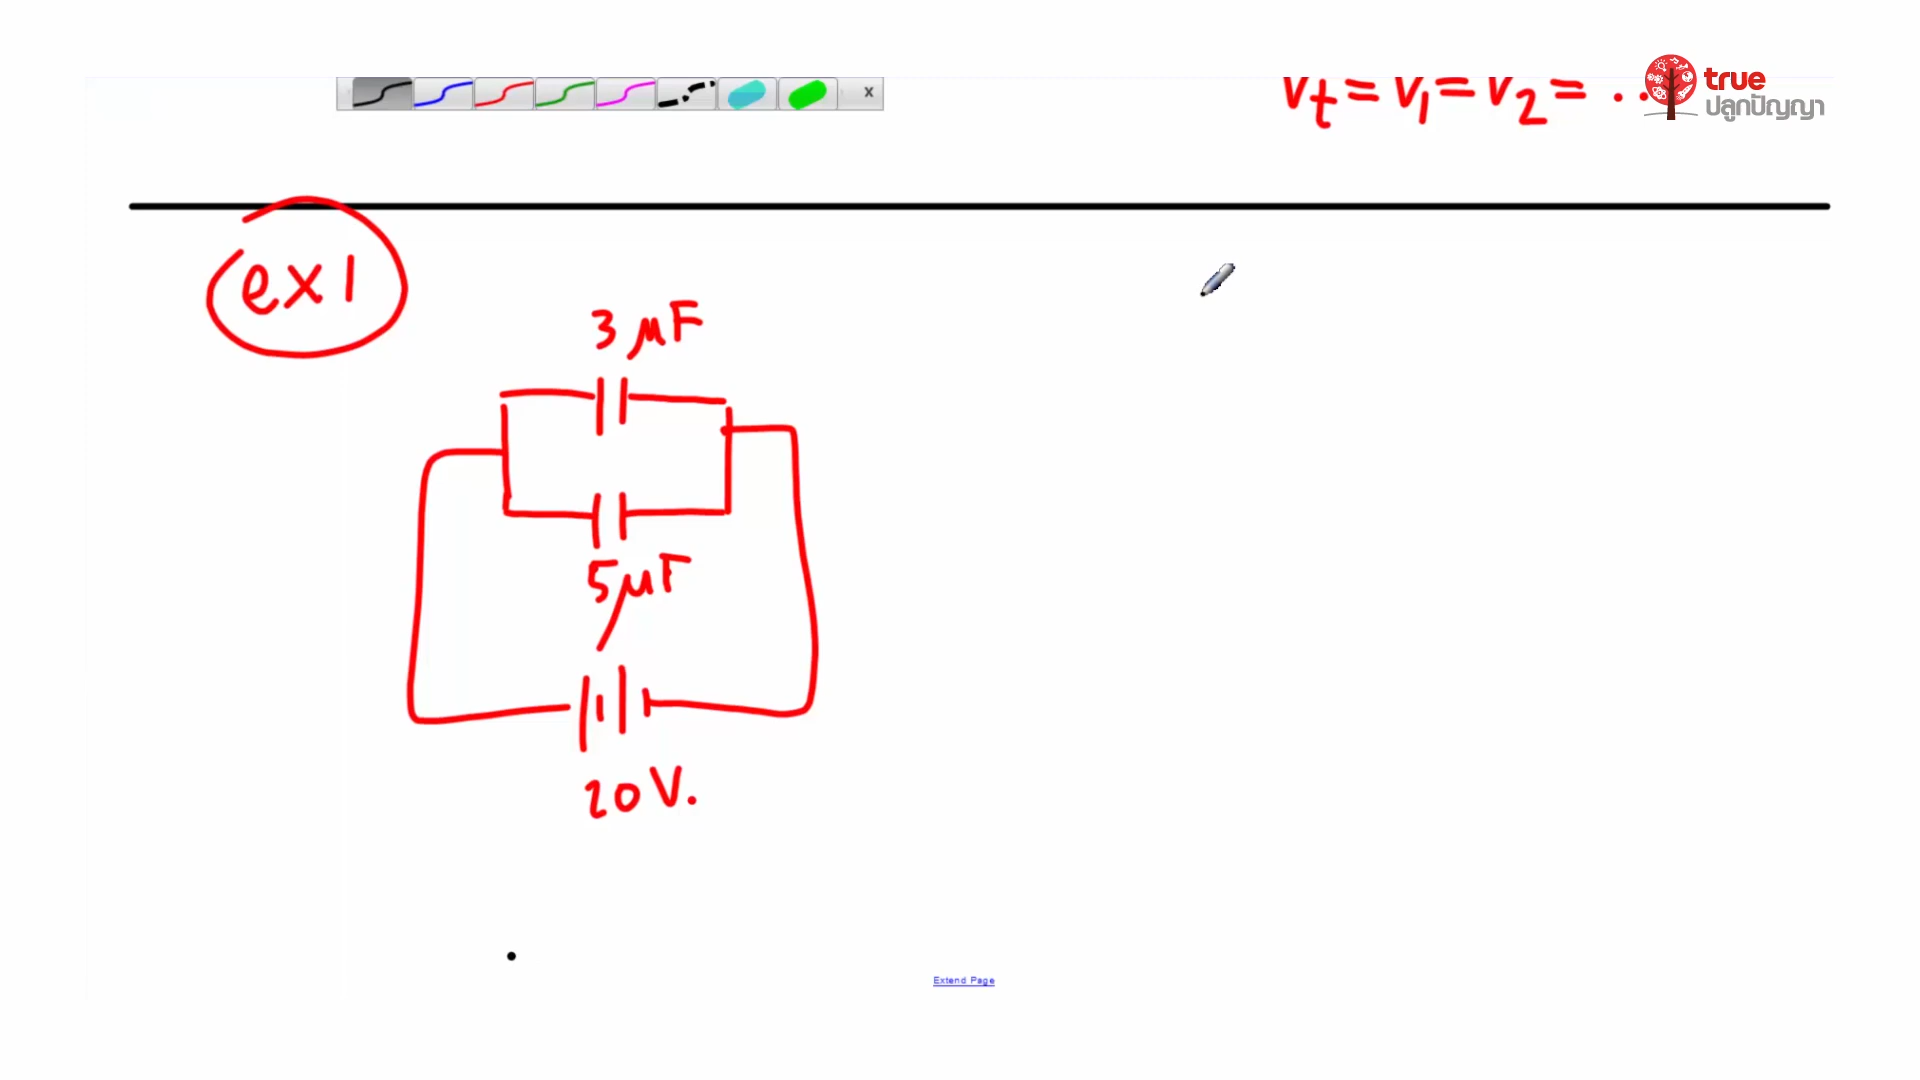 x
Vt = V1 = V2 = ...
true
ปลูกปัญญา
ex1
3 μF
5 μF
20 V.
Extend Page